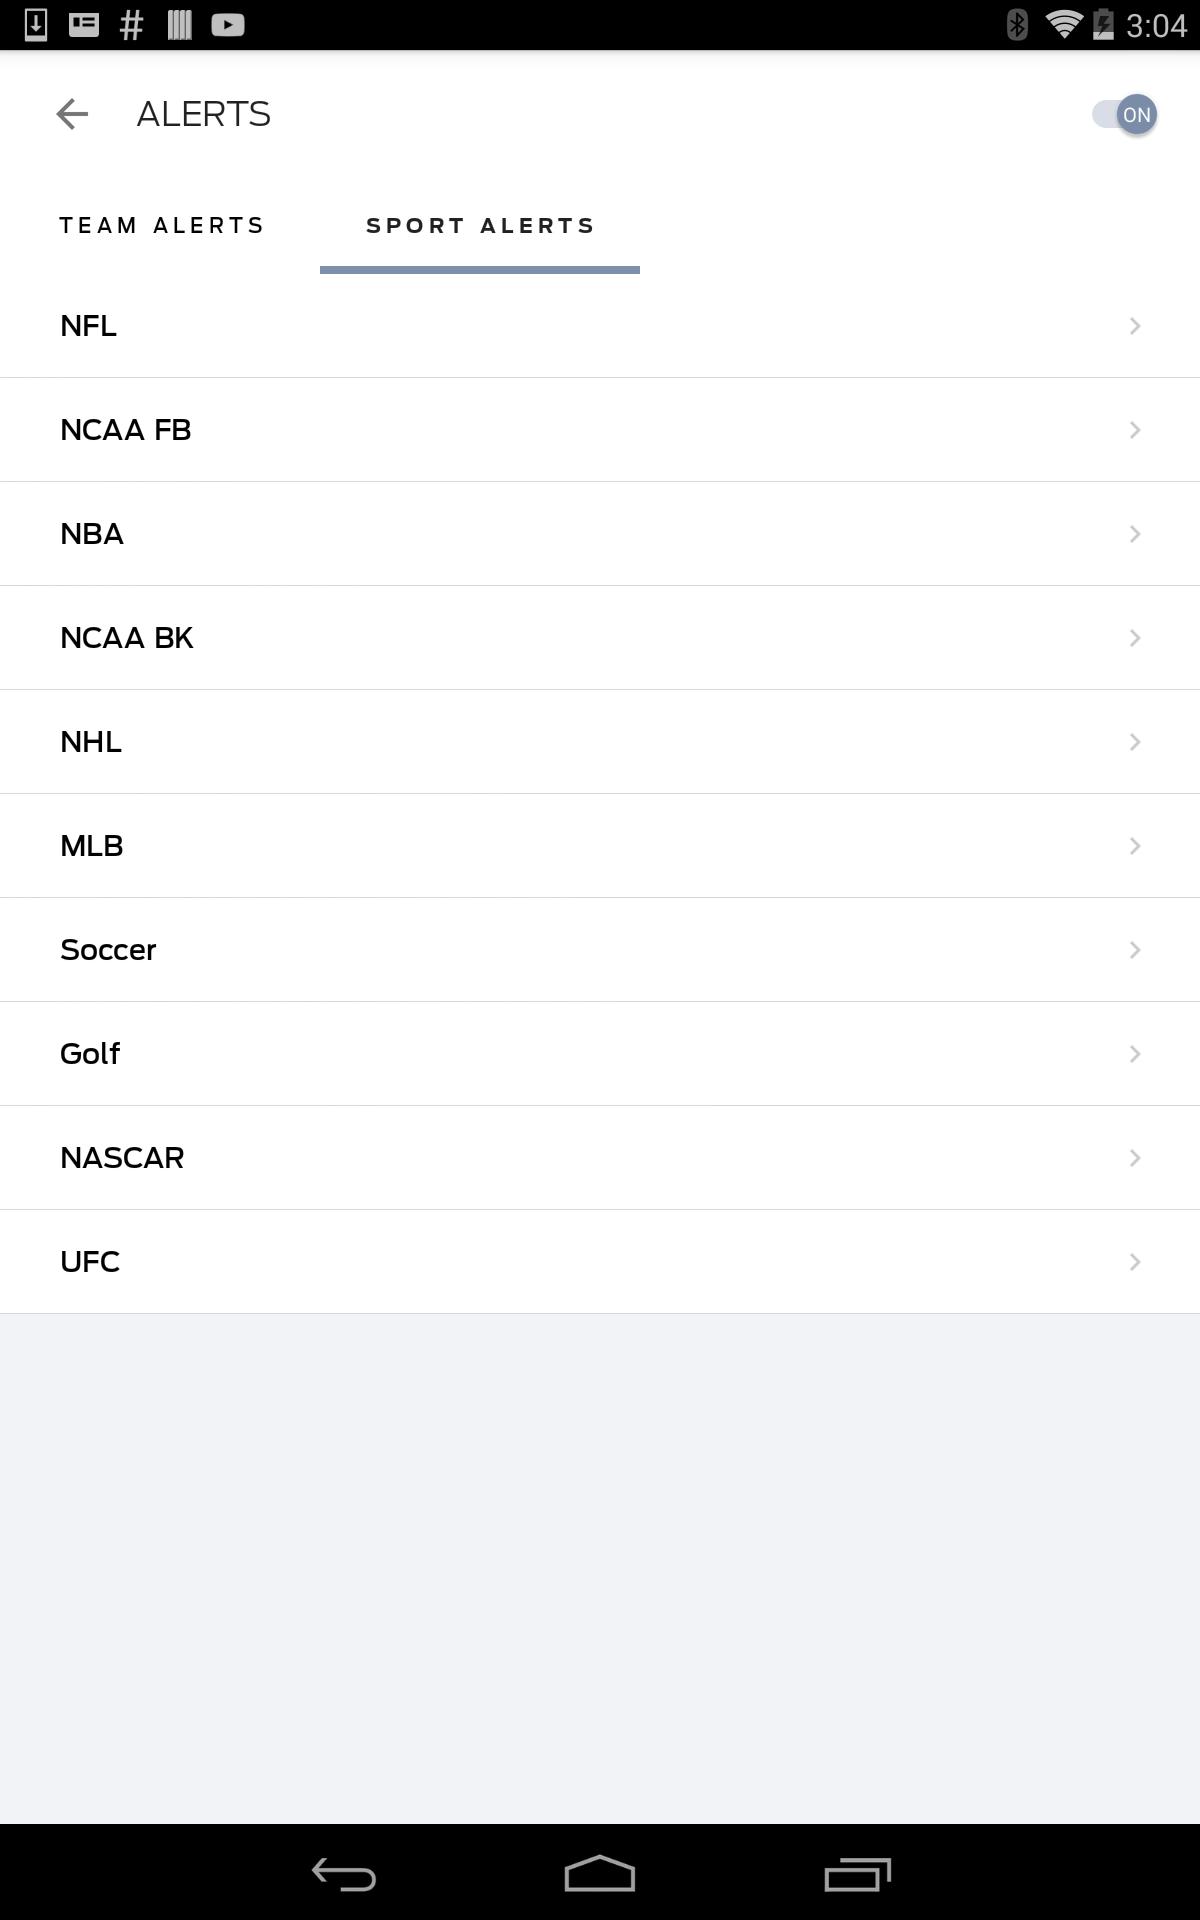 3:04
ALERTS
ON
TEAM ALERTS SPORT ALERTS
NFL
NCAA FB
NBA
NCAA BK
NHL
MLB
Soccer
Golf
NASCAR
UFC